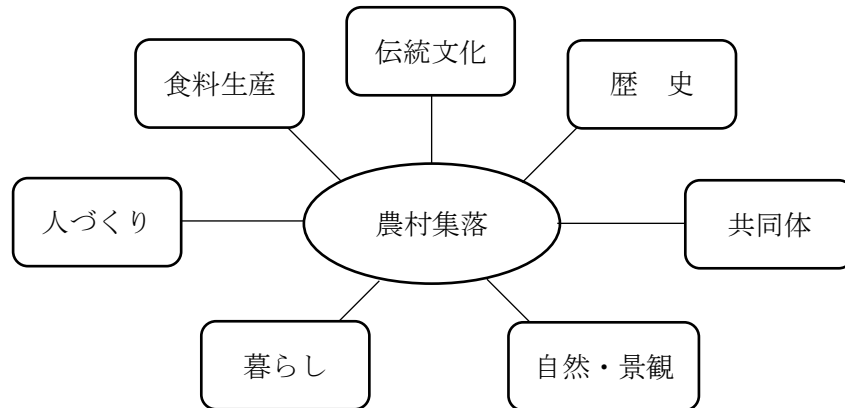 伝統文化
食料生産
歴　史
人づくり
農村集落
共同体
暮らし
自然・景観